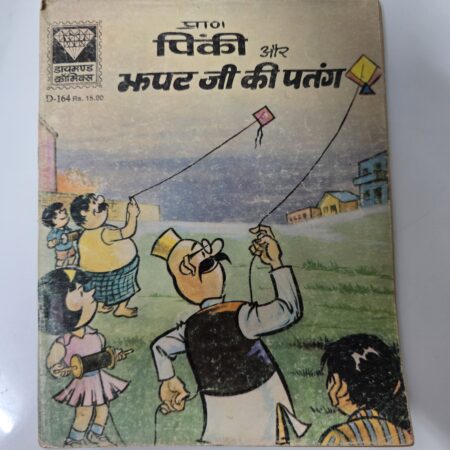 प्राण
पिंकी और
झपट जी की पतंग
डायमण्ड
कॉमिक्स
D-164 Rs. 15.00